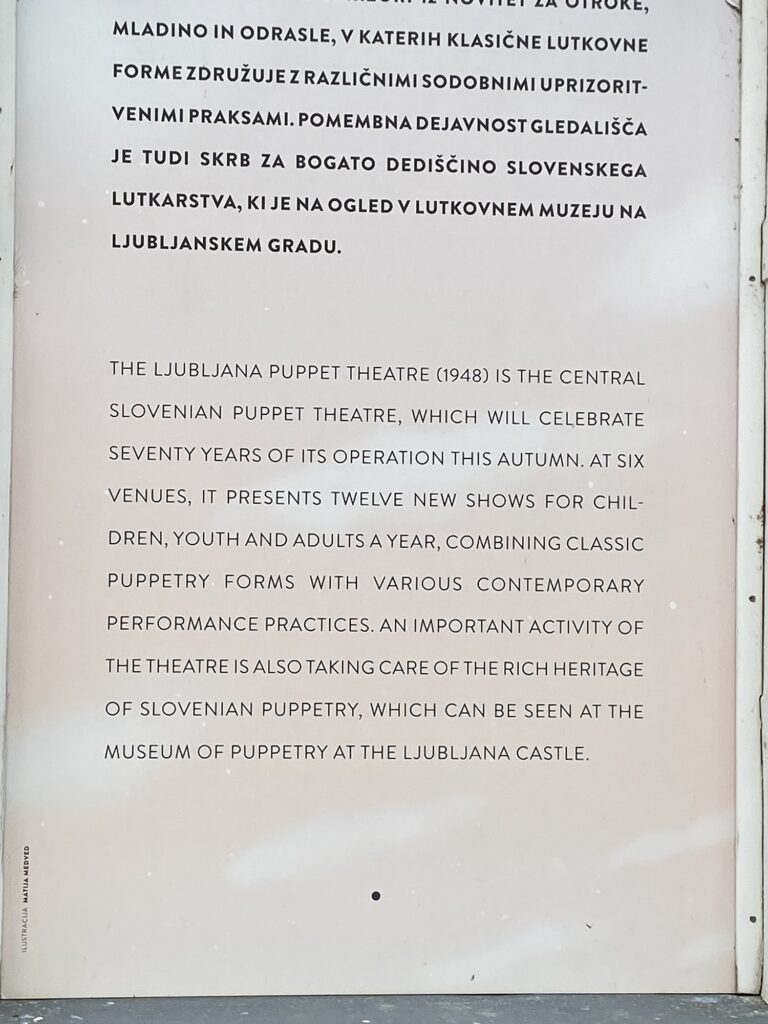 IZ NOVITET ZA OTROKE,
MLADINO IN ODRASLE, V KATERIH KLASIČNE LUTKOVNE
FORME ZDRUŽUJE Z RAZLIČNIMI SODOBNIMI UPRIZORIT-
VENIMI PRAKSAMI. POMEMBNA DEJAVNOST GLEDALIŠČA
JE TUDI SKRB ZA BOGATO DEDIŠČINO SLOVENSKEGA
LUTKARSTVA, KI JE NA OGLED V LUTKOVNEM MUZEJU NA
LJUBLJANSKEM GRADU.
THE LJUBLJANA PUPPET THEATRE (1948) IS THE CENTRAL
SLOVENIAN PUPPET THEATRE, WHICH WILL CELEBRATE
SEVENTY YEARS OF ITS OPERATION THIS AUTUMN. AT SIX
VENUES, IT PRESENTS TWELVE NEW SHOWS FOR CHIL-
DREN, YOUTH AND ADULTS A YEAR, COMBINING CLASSIC
PUPPETRY FORMS WITH VARIOUS CONTEMPORARY
PERFORMANCE PRACTICES. AN IMPORTANT ACTIVITY OF
THE THEATRE IS ALSO TAKING CARE OF THE RICH HERITAGE
OF SLOVENIAN PUPPETRY, WHICH CAN BE SEEN AT THE
MUSEUM OF PUPPETRY AT THE LJUBLJANA CASTLE.
ILUSTRACIJA MATIJA MEDVED